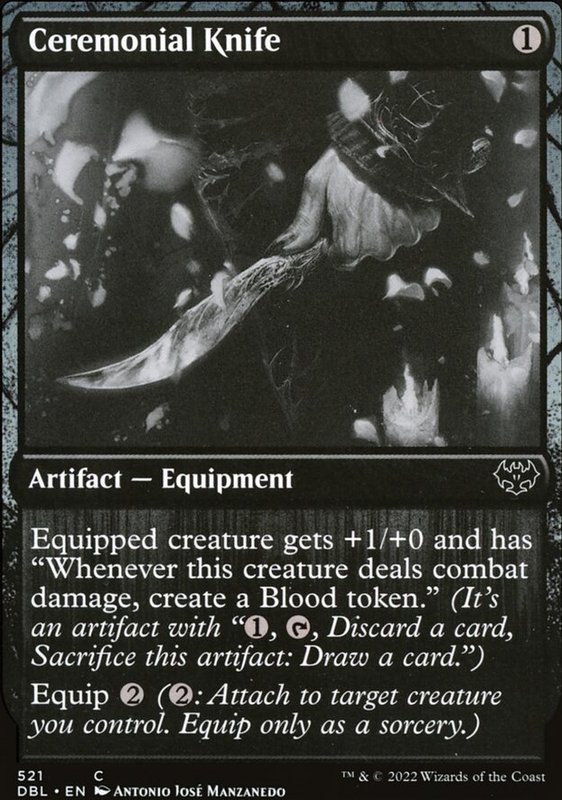 Ceremonial Knife 1
Artifact — Equipment
Equipped creature gets +1/+0 and has
“Whenever this creature deals combat
damage, create a Blood token.” (It’s
an artifact with “1, , Discard a card,
Sacrifice this artifact: Draw a card.”)
Equip 2 (2: Attach to target creature
you control. Equip only as a sorcery.)
521 C
DBL • EN Antonio José Manzanedo
™ & © 2022 Wizards of the Coast